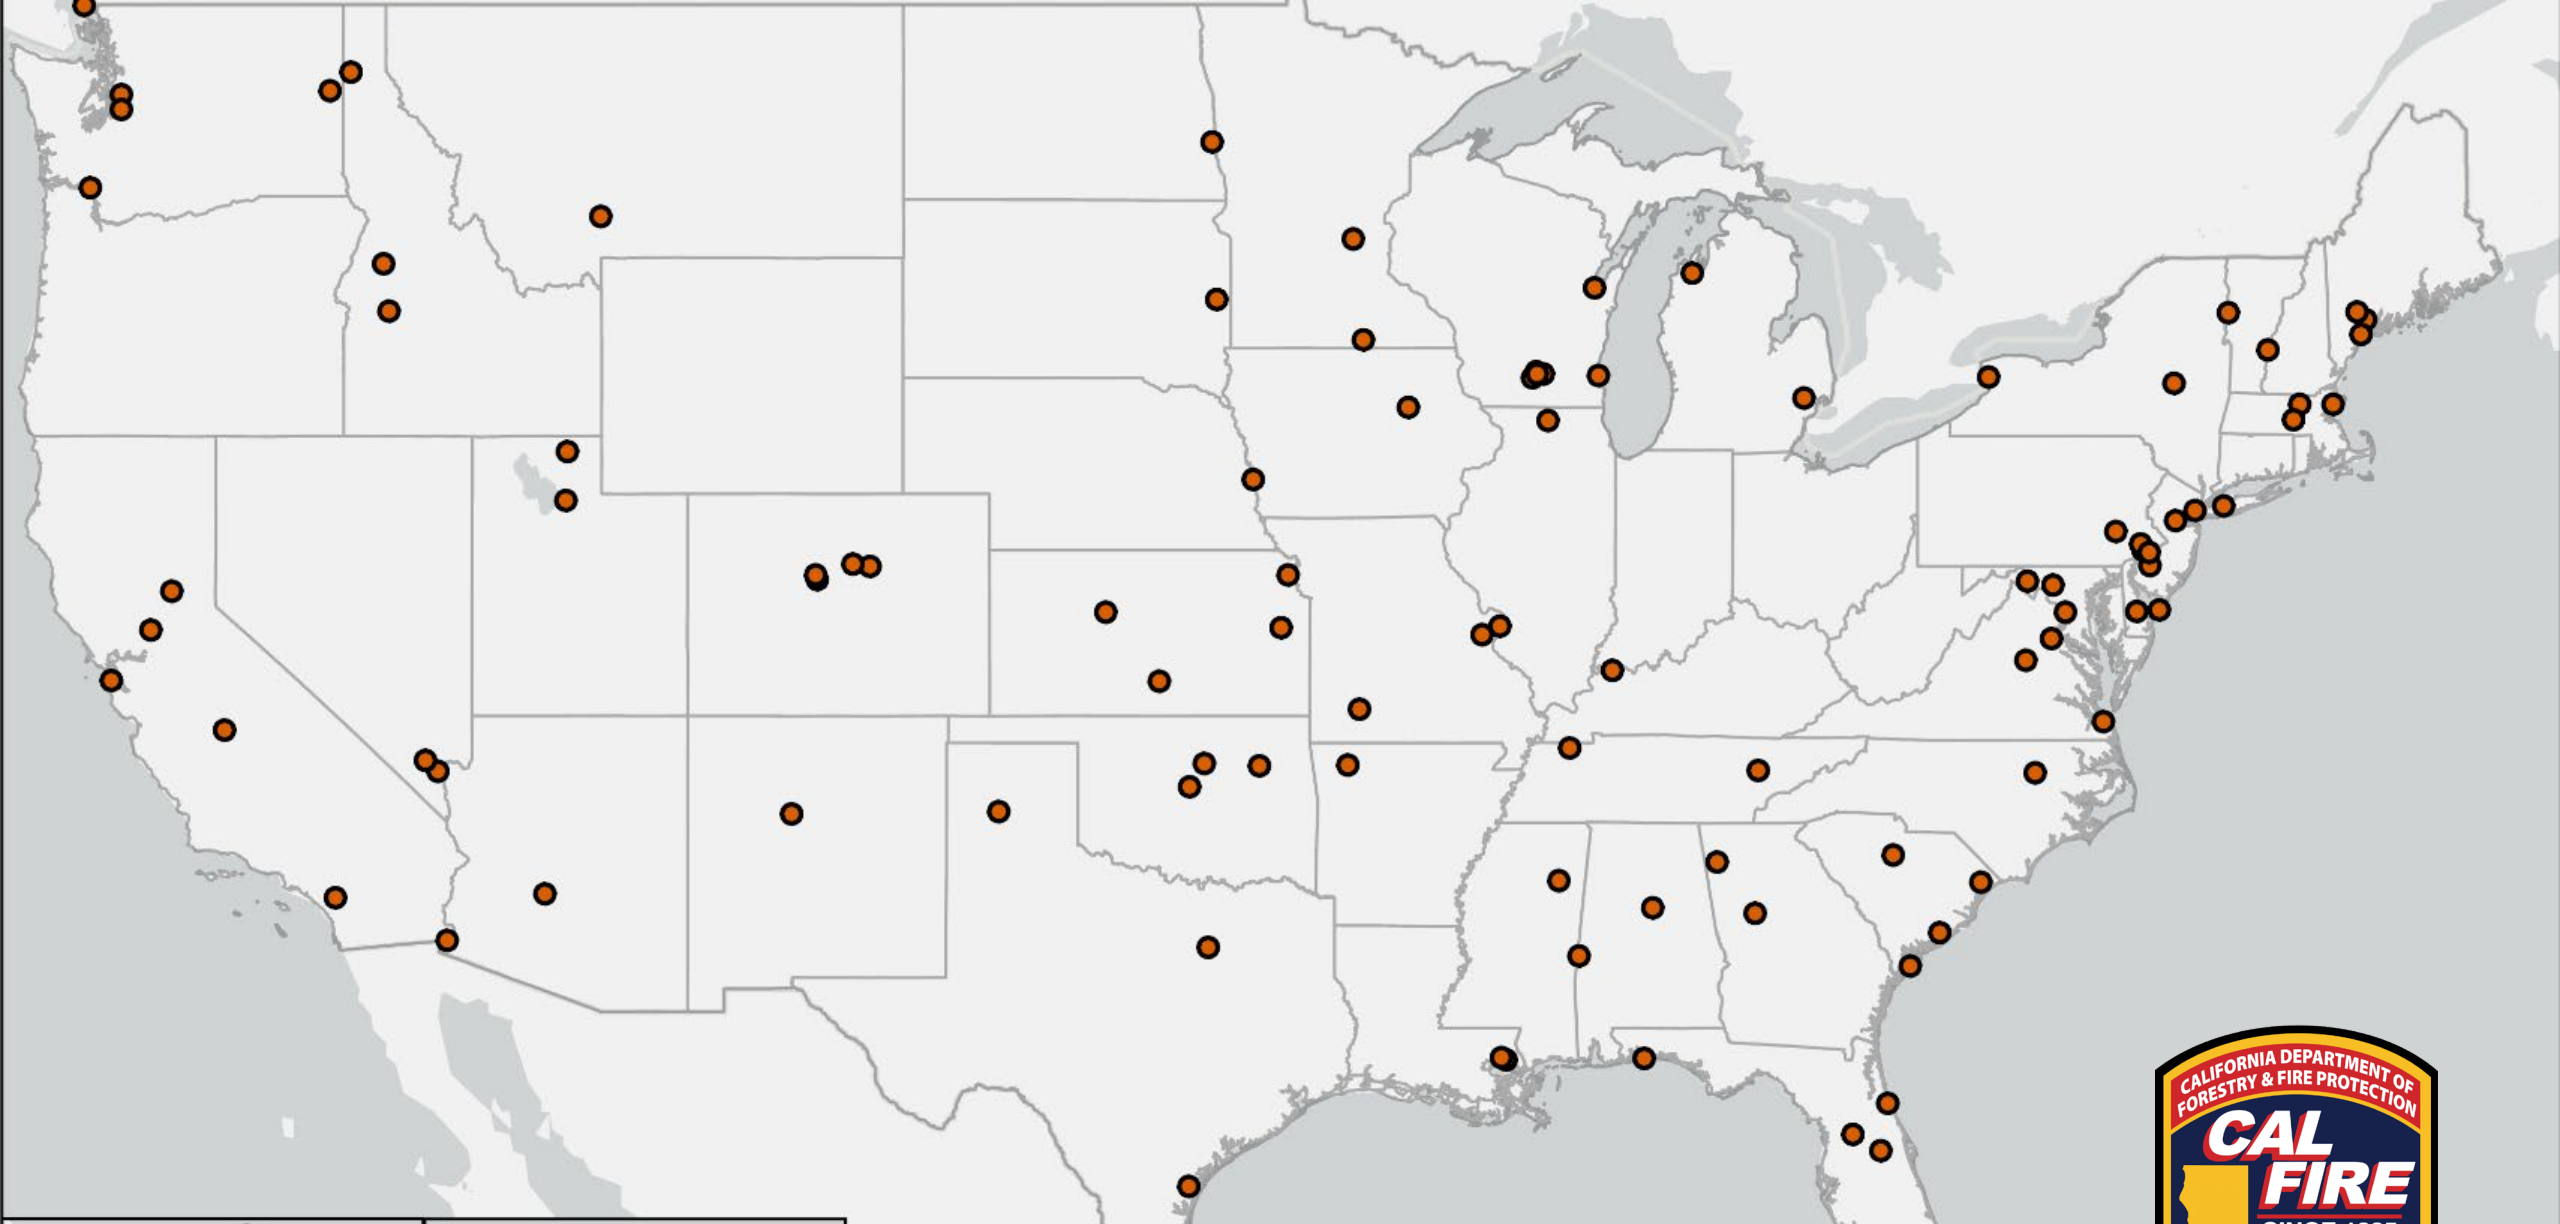 CALIFORNIA DEPARTMENT OF
FORESTRY & FIRE PROTECTION
CAL
FIRE